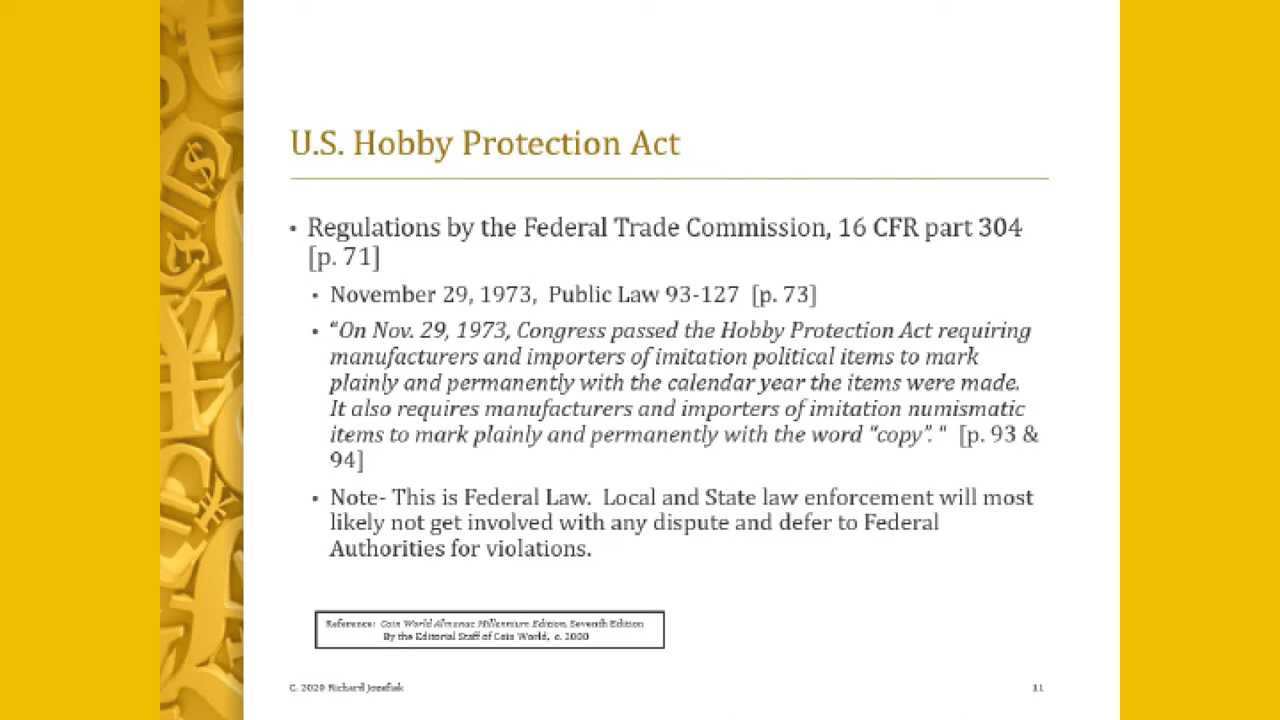 U.S. Hobby Protection Act
• Regulations by the Federal Trade Commission, 16 CFR part 304
[p. 71]
• November 29, 1973, Public Law 93-127 [p. 73]
• “On Nov. 29, 1973, Congress passed the Hobby Protection Act requiring
manufacturers and importers of imitation political items to mark
plainly and permanently with the calendar year the items were made.
It also requires manufacturers and importers of imitation numismatic
items to mark plainly and permanently with the word “copy”. “ [p. 93 &
94]
• Note- This is Federal Law. Local and State law enforcement will most
likely not get involved with any dispute and defer to Federal
Authorities for violations.
Reference: Coin World Almanac Millennium Edition, Seventh Edition
By the Editorial Staff of Coin World, c. 2000
C. 2020 Richard Jozefiak
11